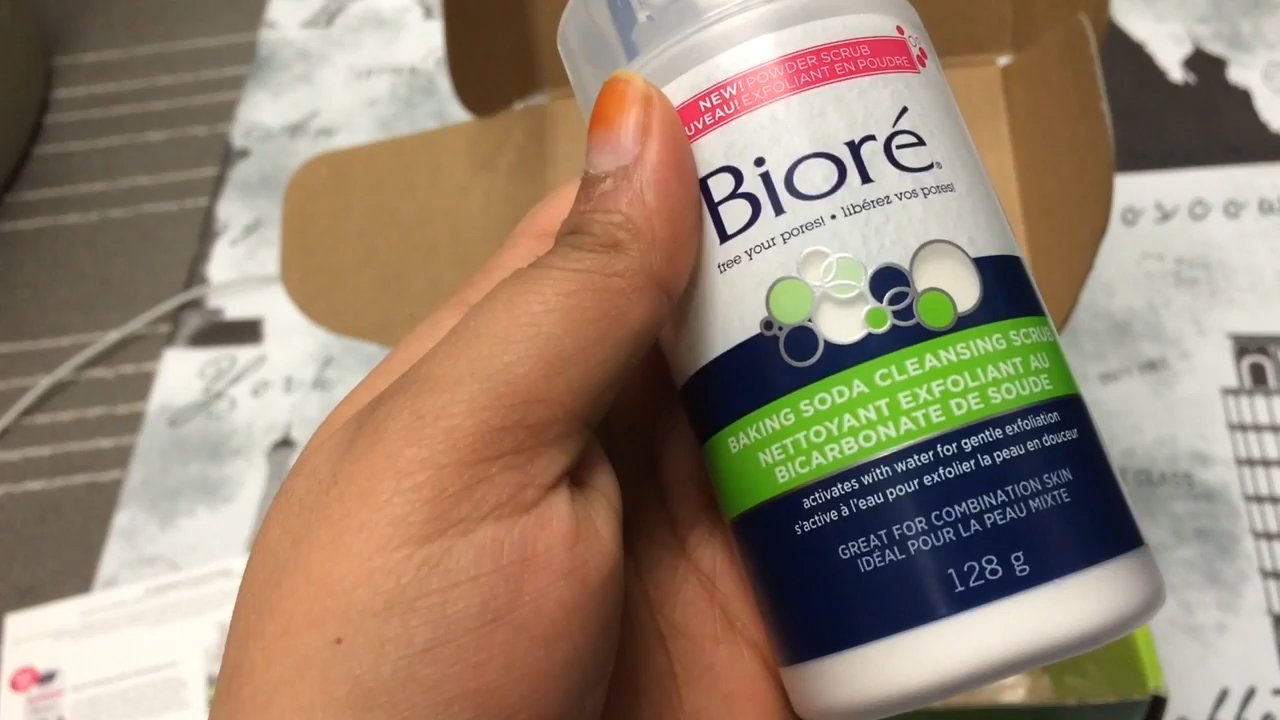 NEW! POWDER SCRUB
UVEAU! EXFOLIANT EN POUDRE
Bioré®
free your pores! • libérez vos pores!
BAKING SODA CLEANSING SCRUB
NETTOYANT EXFOLIANT AU
BICARBONATE DE SOUDE
activates with water for gentle exfoliation
s'active à l'eau pour exfolier la peau en douceur
GREAT FOR COMBINATION SKIN
IDÉAL POUR LA PEAU MIXTE
128 g
York